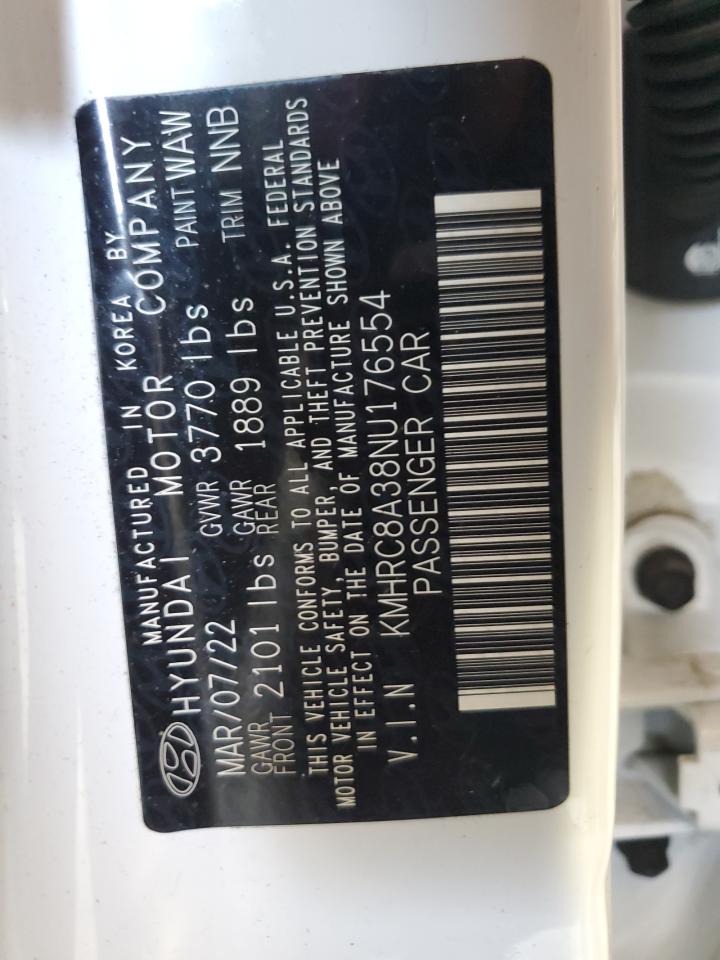 MANUFACTURED IN KOREA BY
HYUNDAI MOTOR COMPANY
MAR/07/22 GVWR 3770 lbs PAINT WAW
GAWR FRONT 2101 lbs GAWR REAR 1889 lbs TRIM NNB
THIS VEHICLE CONFORMS TO ALL APPLICABLE U.S.A. FEDERAL
MOTOR VEHICLE SAFETY, BUMPER, AND THEFT PREVENTION STANDARDS
IN EFFECT ON THE DATE OF MANUFACTURE SHOWN ABOVE
V.I.N KMHRC8A38NU176554
PASSENGER CAR